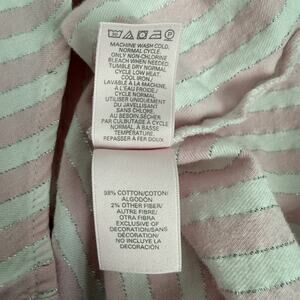 MACHINE WASH COLD,
NORMAL CYCLE.
ONLY NON-CHLORINE
BLEACH WHEN NEEDED.
TUMBLE DRY NORMAL
CYCLE LOW HEAT.
COOL IRON./
LAVABLE A LA MACHINE,
A L'EAU FROIDE/
CYCLE NORMAL.
UTILISER UNIQUEMENT
DU JAVELLISANT
SANS CHLORE.
AU BESOIN.SÉCHER
PAR CULBUTAGE À CYCLE
NORMAL, À BASSE
TEMPÉRATURE.
REPASSER À FER DOUX
98% COTTON/COTON/
ALGODÓN
2% OTHER FIBER/
AUTRE FIBRE/
OTRA FIBRA
EXCLUSIVE OF
DECORATION/SANS
DÉCORATION/
NO INCLUYE LA
DECORACIÓN